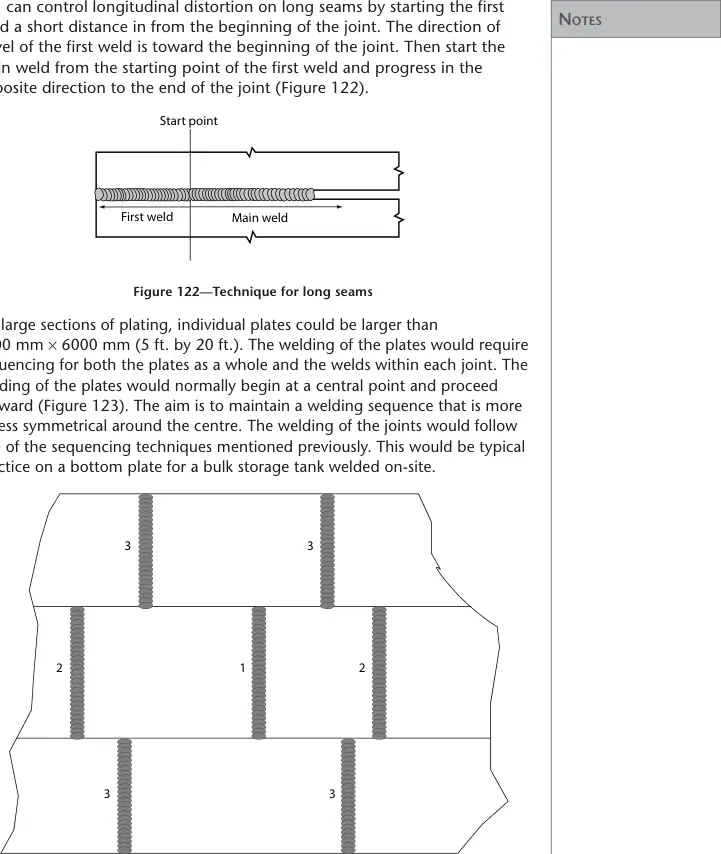 can control longitudinal distortion on long seams by starting the first
a short distance in from the beginning of the joint. The direction of
of the first weld is toward the beginning of the joint. Then start the
weld from the starting point of the first weld and progress in the
direction to the end of the joint (Figure 122).
NOTES
Start point
First weld
Main weld
Figure 122—Technique for long seams
large sections of plating, individual plates could be larger than
00 mm × 6000 mm (5 ft. by 20 ft.). The welding of the plates would require
uencing for both the plates as a whole and the welds within each joint. The
ding of the plates would normally begin at a central point and proceed
ward (Figure 123). The aim is to maintain a welding sequence that is more
ess symmetrical around the centre. The welding of the joints would follow
of the sequencing techniques mentioned previously. This would be typical
ctice on a bottom plate for a bulk storage tank welded on-site.
3 3
2 1 2
3 3